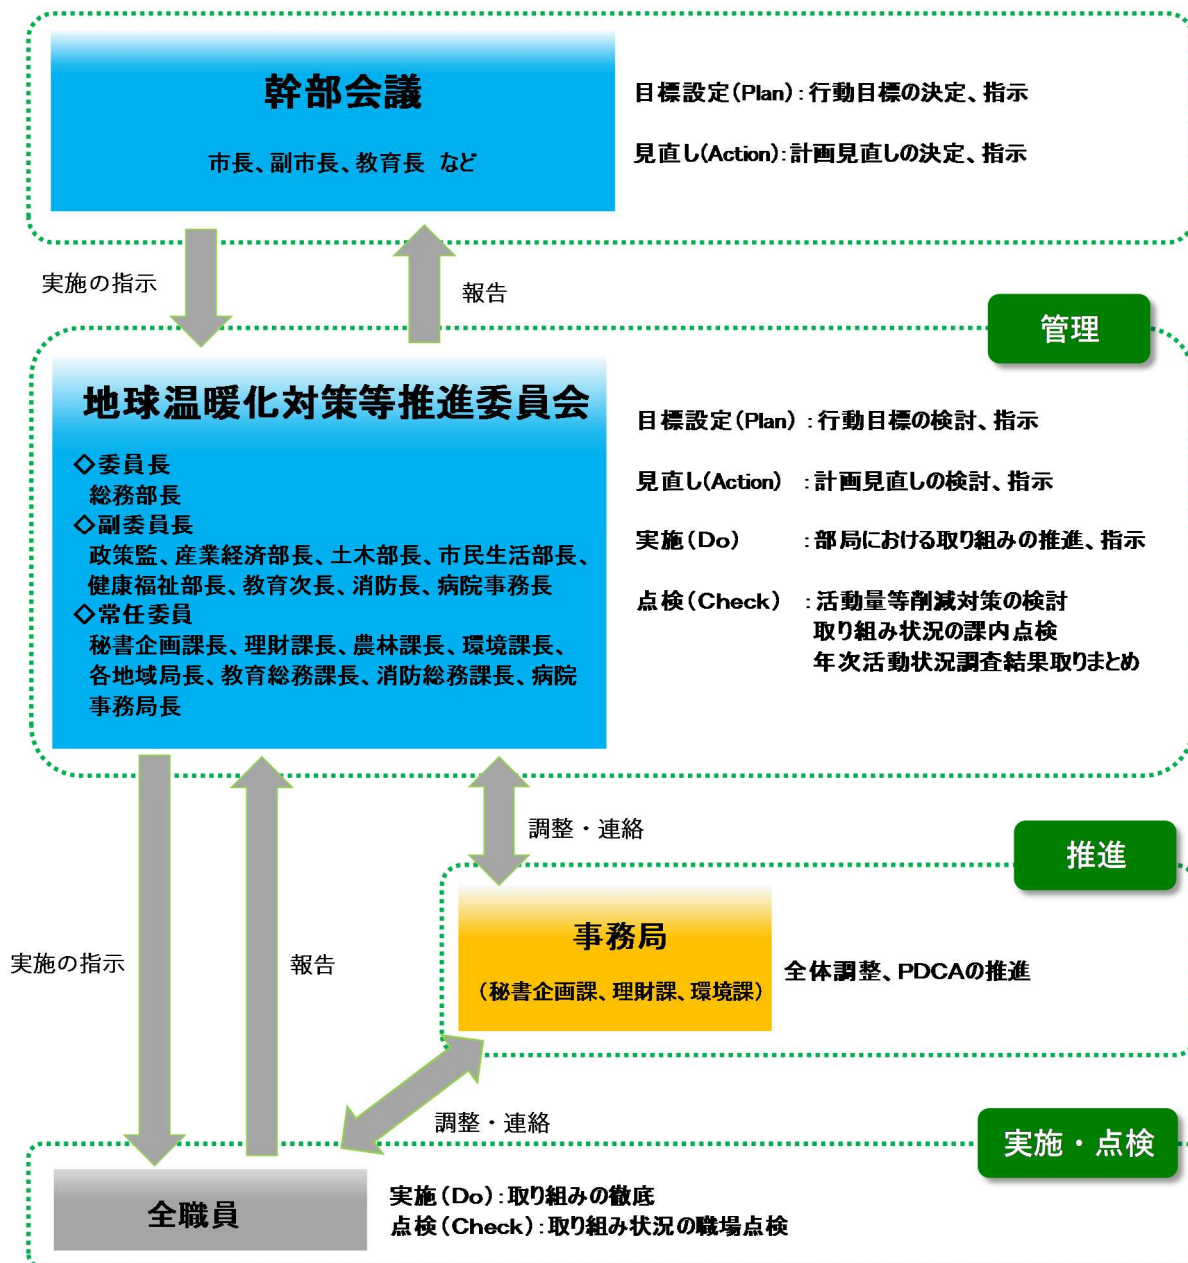 幹部会議
市長、副市長、教育長 など
目標設定(Plan):行動目標の決定、指示
見直し(Action):計画見直しの決定、指示
実施の指示
報告
管理
地球温暖化対策等推進委員会
◇委員長
総務部長
◇副委員長
政策監、産業経済部長、土木部長、市民生活部長、
健康福祉部長、教育次長、消防長、病院事務長
◇常任委員
秘書企画課長、理財課長、農林課長、環境課長、
各地域局長、教育総務課長、消防総務課長、病院
事務局長
目標設定(Plan) :行動目標の検討、指示
見直し(Action) :計画見直しの検討、指示
実施(Do) :部局における取り組みの推進、指示
点検(Check) :活動量等削減対策の検討
取り組み状況の課内点検
年次活動状況調査結果取りまとめ
調整・連絡
推進
事務局
(秘書企画課、理財課、環境課)
全体調整、PDCAの推進
実施の指示
報告
調整・連絡
実施・点検
全職員
実施(Do):取り組みの徹底
点検(Check):取り組み状況の職場点検